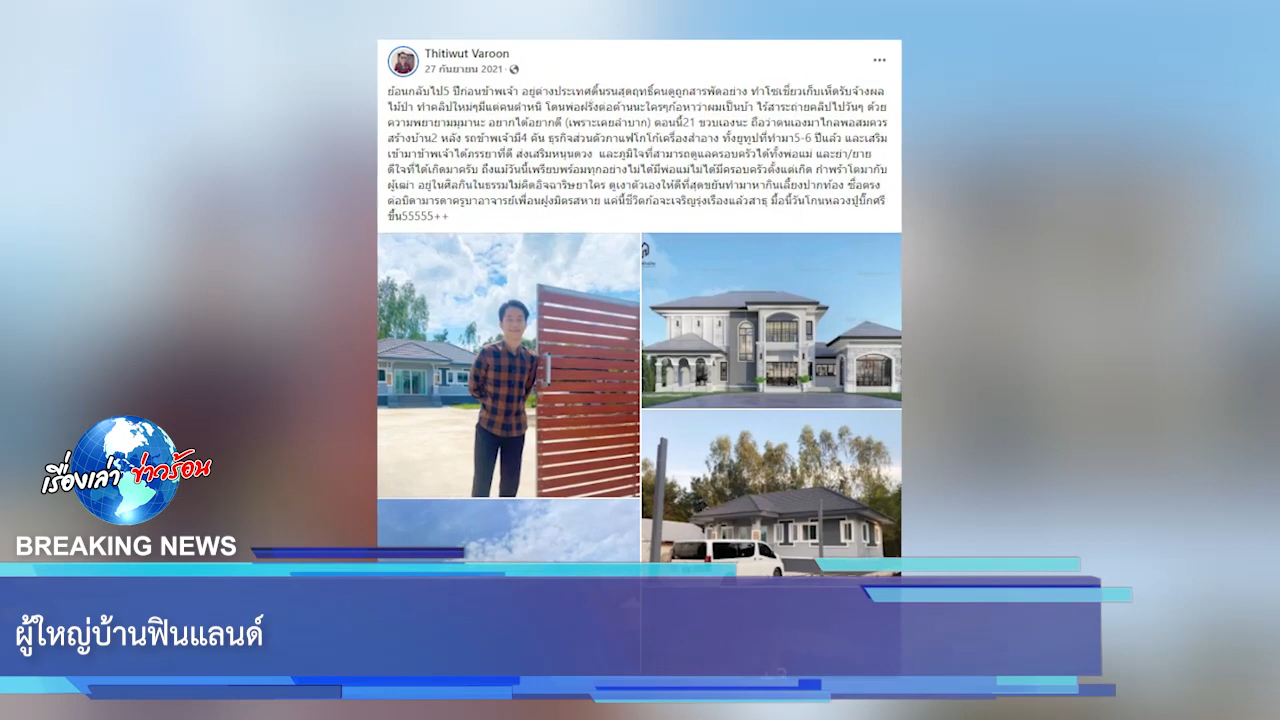 Thitiwut Varoon
27 กันยายน 2021
ย้อนกลับไป5 ปีก่อนข้าพเจ้า อยู่ต่างประเทศดิ้นรนสุดฤทธิ์คนดูถูกสารพัดอย่าง ทำโซเชี่ยวเก็บเห็ดรับจ้างผล
ไม้ป่า ทำคลิปใหม่ๆมีแต่คนตำหนิ โดนพ่อฝรั่งต่อต้านนะใครๆก้อหาว่าผมเป็นบ้า ไร้สาระถ่ายคลิปไปวันๆ ด้วย
ความพยายามมุมานะ อยากได้อยากดี (เพราะเคยลำบาก) ตอนนี้21 ขวบเองนะ ถือว่าตนเองมาไกลพอสมควร
สร้างบ้าน2 หลัง รถข้าพเจ้ามี4 คัน ธุรกิจส่วนตัวกาแฟโกโก้เครื่องสำอาง ทั้งยูทูปที่ทำมา5-6 ปีแล้ว และเสริม
เข้ามาข้าพเจ้าได้ภรรยาที่ดี ส่งเสริมหนุนดวง และภูมิใจที่สามารถดูแลครอบครัวได้ทั้งพ่อแม่ และย่า/ยาย
ดีใจที่ได้เกิดมาครับ ถึงแม้วันนี้เพรียบพร้อมทุกอย่างไม่ได้มีพ่อแม่ไม่ได้มีครอบครัวตั้งแต่เกิด กำพร้าโตมากับ
ผู้เฒ่า อยู่ในศิลกินในธรรมไม่คิดอิจฉาริษยาใคร ดูเงาตัวเองให้ดีที่สุดขยันทำมาหากินเลี้ยงปากท้อง ซื่อตรง
ต่อบิดามารดาครูบาอาจารย์เพื่อนฝูงมิตรสหาย แค่นี้ชีวิตก้อจะเจริญรุ่งเรืองแล้วสาธุ มื้อนี้วันโกนหลวงปู่บิ๊กศรี
ขึ้น55555++
เรื่องเล่า ข่าวร้อน
BREAKING NEWS
ผู้ใหญ่บ้านฟินแลนด์